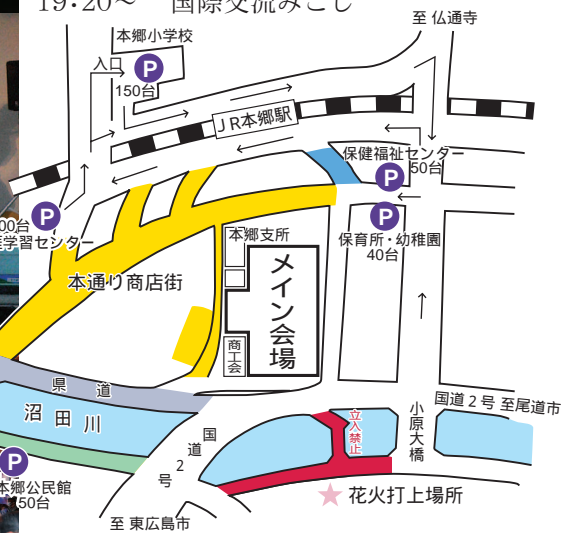 19:20～ 国際交流みこし
至 仏通寺
本郷小学校
入口
P
150台
JR本郷駅
保健福祉センター
P
50台
P
00台
学習センター
P
保育所・幼稚園
40台
本郷支所
メイン会場
商工会
本通り商店街
県道
沼田川
国道2号
国道2号 至尾道市
小原大橋
立入禁止
P
本郷公民館
50台
花火打上場所
至 東広島市